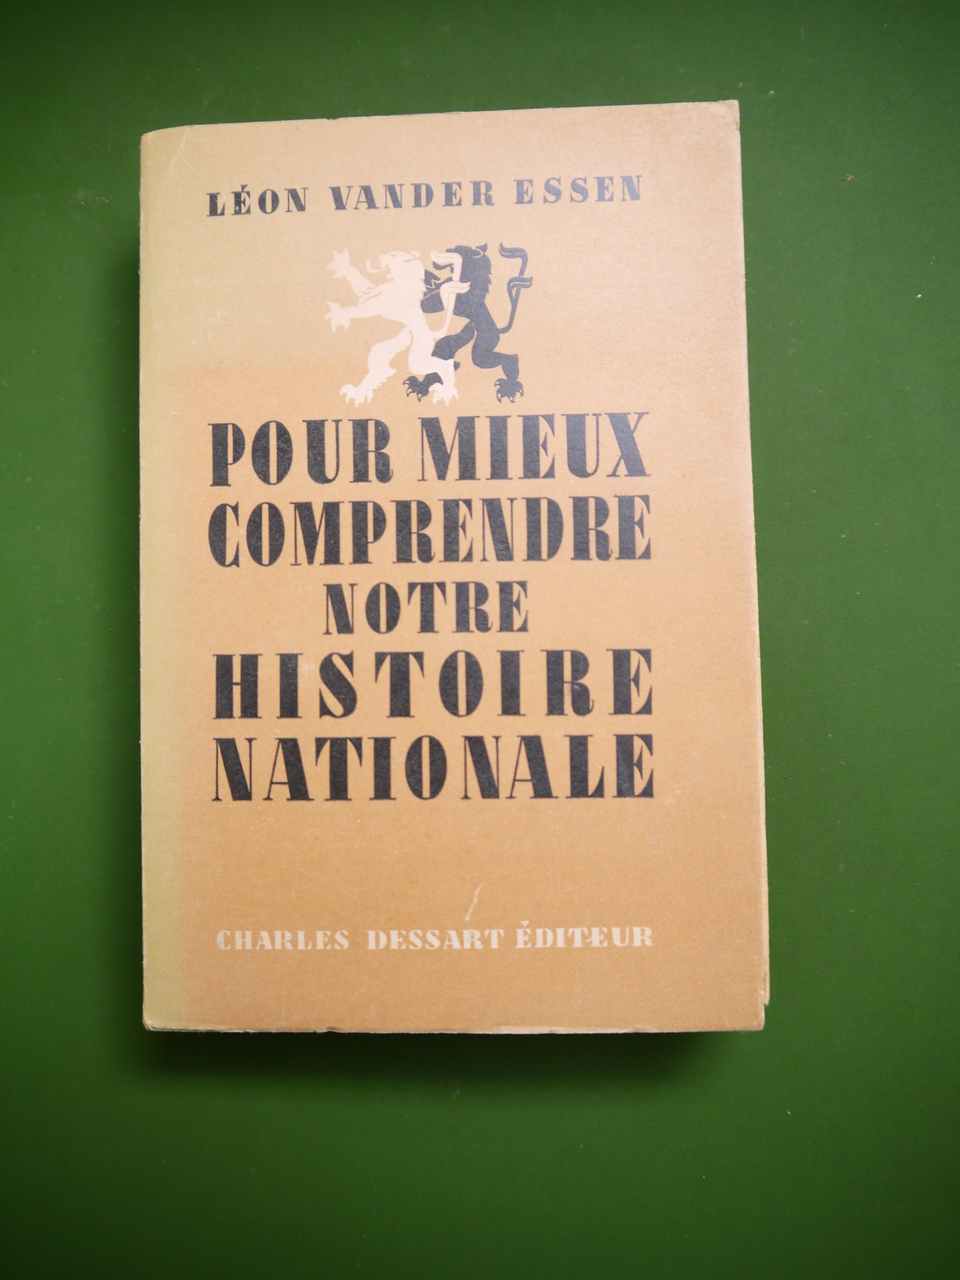 LÉON VANDER ESSEN
POUR MIEUX
COMPRENDRE
NOTRE
HISTOIRE
NATIONALE
CHARLES DESSART ÉDITEUR